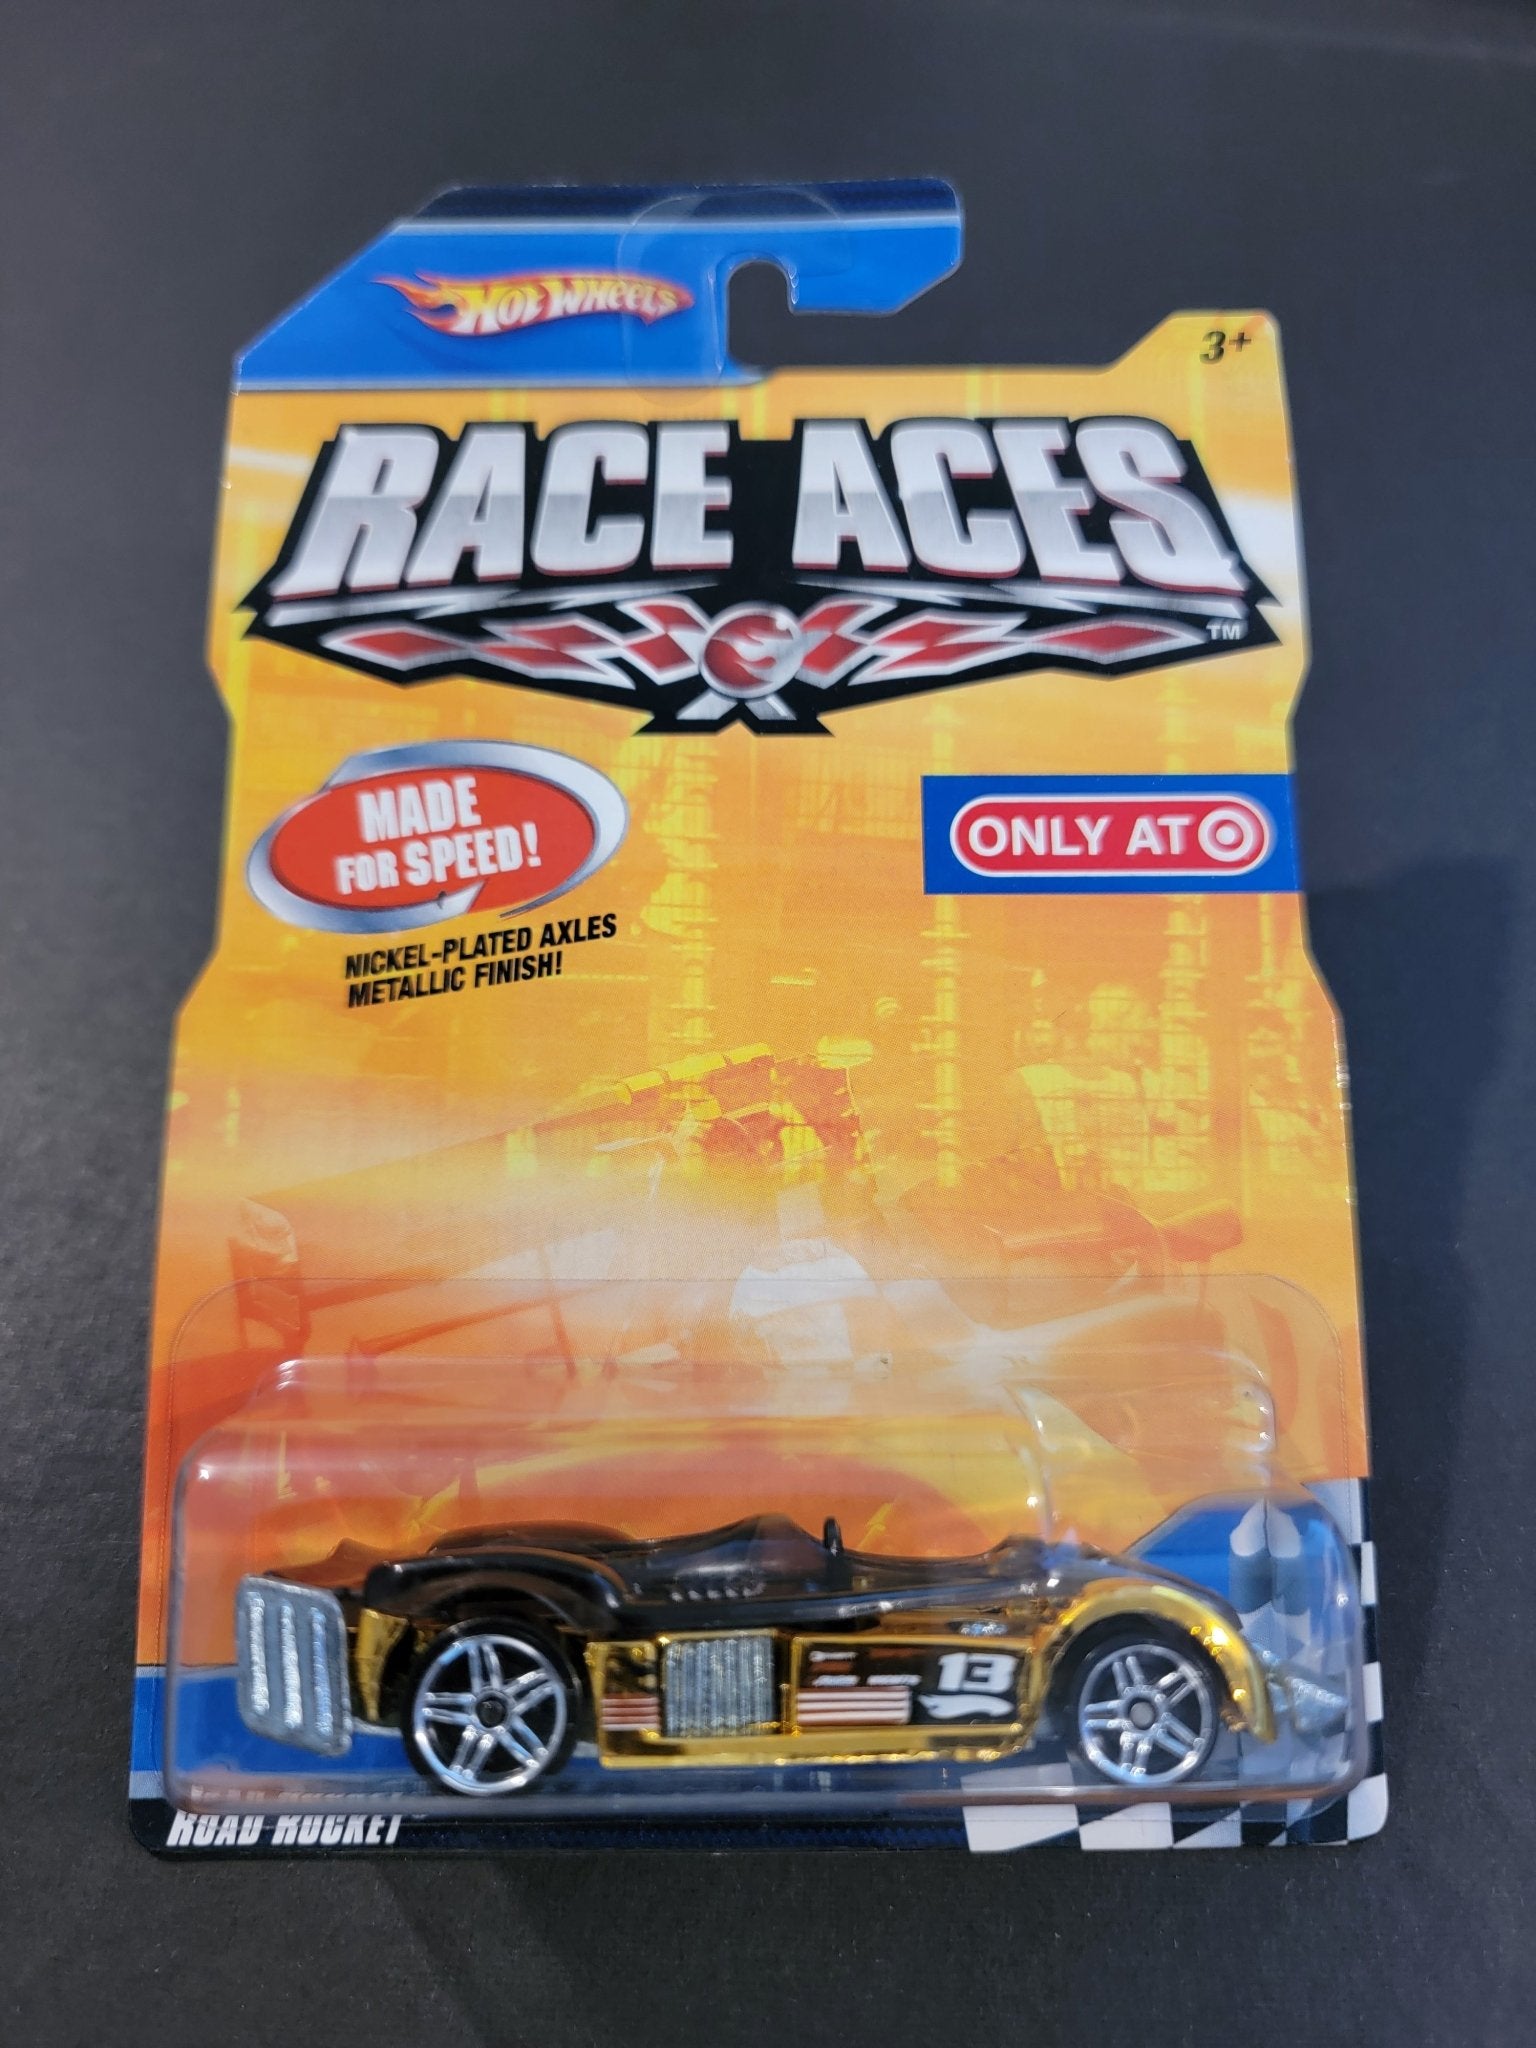 HOT WHEELS
3+
RACE ACES
TM
MADE
FOR SPEED!
NICKEL-PLATED AXLES
METALLIC FINISH!
ONLY AT
13
ROAD ROCKET